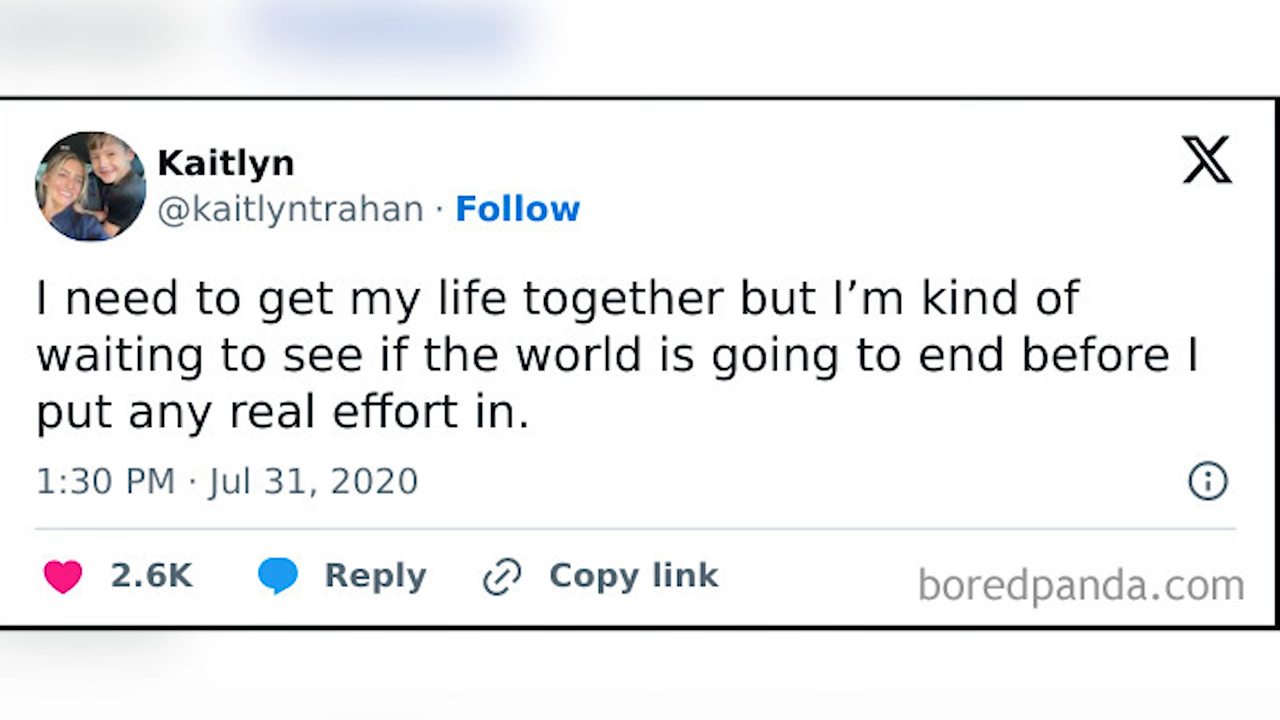 Kaitlyn
@kaitlyntrahan · Follow
I need to get my life together but I’m kind of
waiting to see if the world is going to end before I
put any real effort in.
1:30 PM · Jul 31, 2020
2.6K Reply Copy link
boredpanda.com